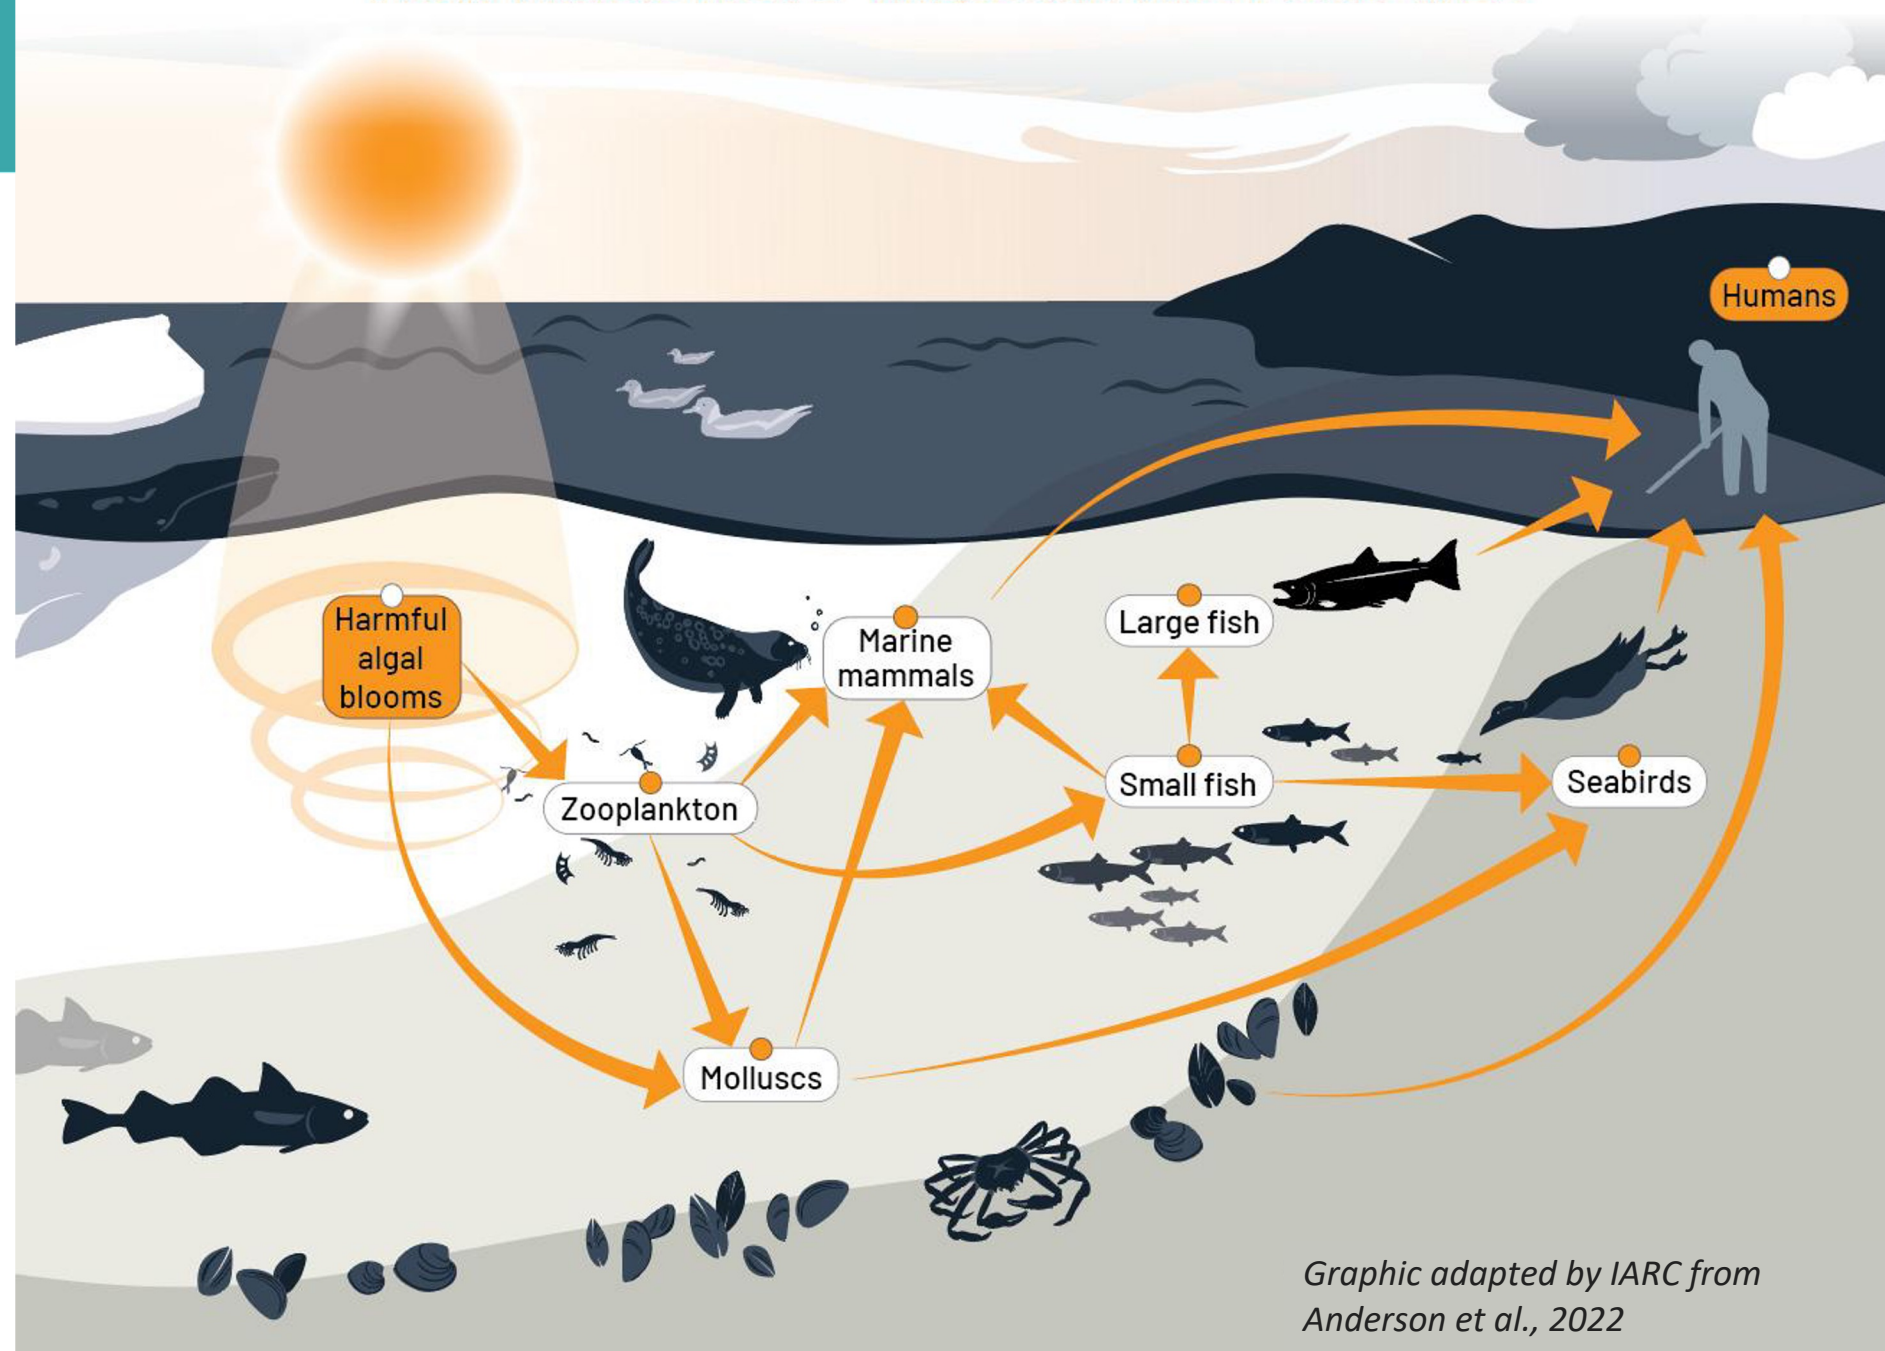 Humans
Harmful
algal
blooms
Marine
mammals
Large fish
Zooplankton
Small fish
Seabirds
Molluscs
Graphic adapted by IARC from
Anderson et al., 2022